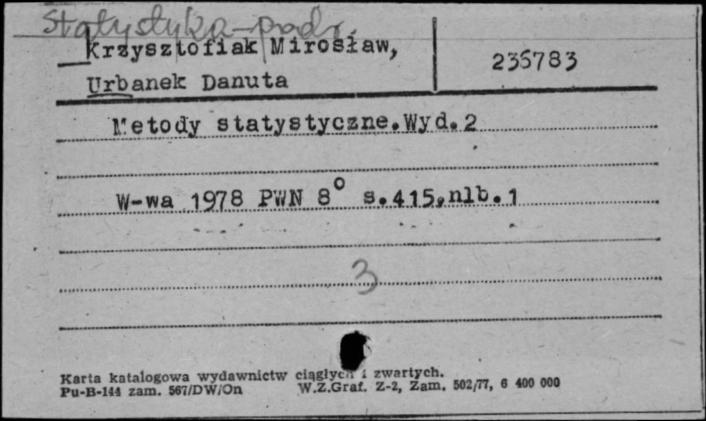 Statystyka-podr.
Krzysztofiak Mirosław,
235783
Urbanek Danuta
Metody statystyczne.Wyd.2
W-wa 1978 PWN 8° s.415,nlb.1
3
Karta katalogowa wydawnictw ciągłych i zwartych.
Pu-B-144 zam. 567/DW/On W.Z.Graf. Z-2, Zam. 502/77, 6 400 000